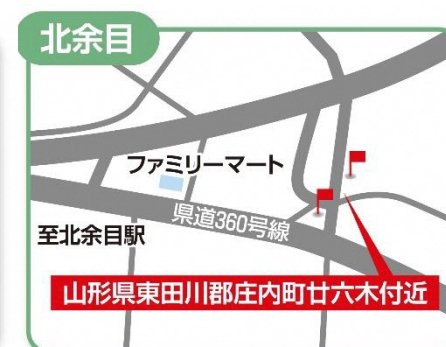 北余目
ファミリーマート
県道360号線
至北余目駅
山形県東田川郡庄内町廿六木付近